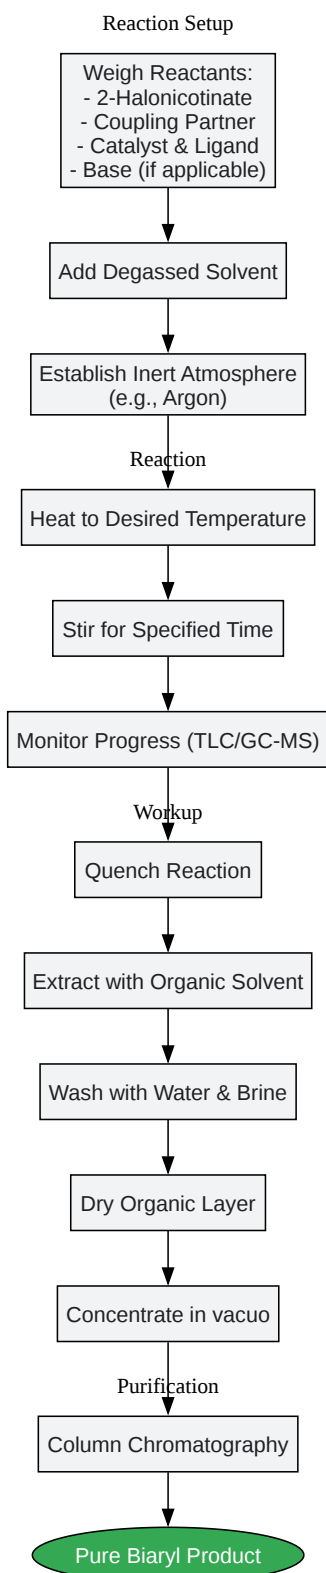 Reaction Setup
Weigh Reactants:
- 2-Halonicotinate
- Coupling Partner
- Catalyst & Ligand
- Base (if applicable)
Add Degassed Solvent
Establish Inert Atmosphere
(e.g., Argon)
Reaction
Heat to Desired Temperature
Stir for Specified Time
Monitor Progress (TLC/GC-MS)
Workup
Quench Reaction
Extract with Organic Solvent
Wash with Water & Brine
Dry Organic Layer
Concentrate in vacuo
Purification
Column Chromatography
Pure Biaryl Product